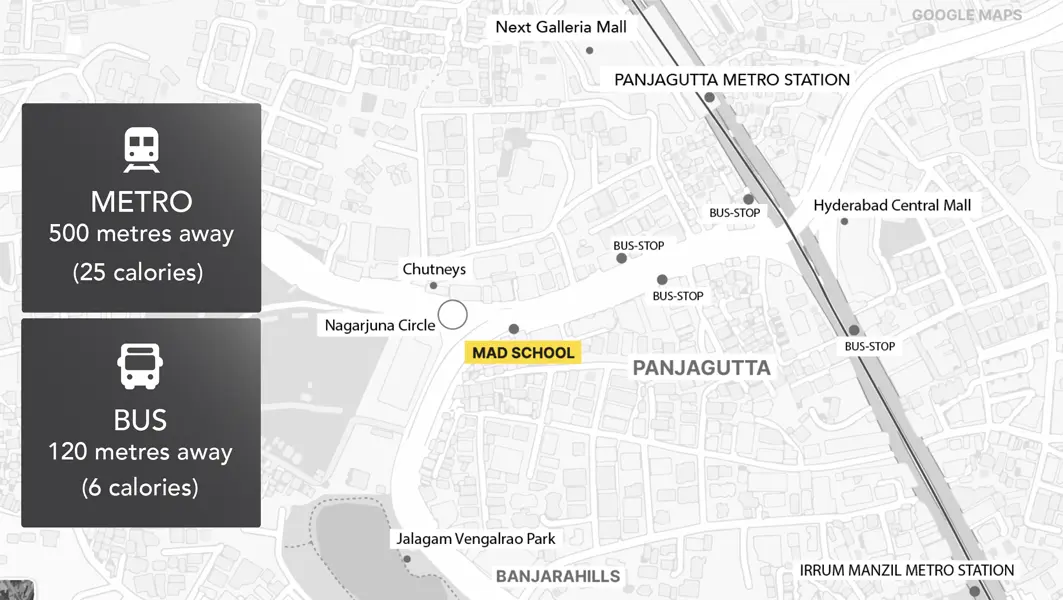 GOOGLE MAPS
Next Galleria Mall
PANJAGUTTA METRO STATION
METRO
500 metres away
(25 calories)
BUS-STOP
Hyderabad Central Mall
BUS-STOP
Chutneys
BUS-STOP
Nagarjuna Circle
BUS-STOP
MAD SCHOOL
PANJAGUTTA
BUS
120 metres away
(6 calories)
Jalagam Vengalrao Park
BANJARAHILLS
IRRUM MANZIL METRO STATION